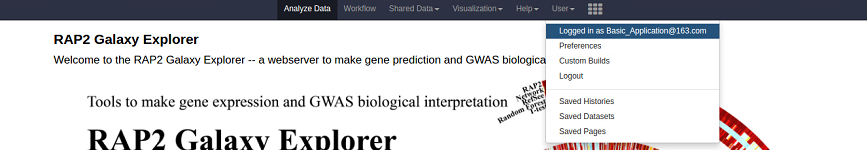 Analyze Data Workflow Shared Data Visualization Help User
Logged in as Basic_Application@163.com
Preferences
Custom Builds
Logout
Saved Histories
Saved Datasets
Saved Pages
RAP2 Galaxy Explorer
Welcome to the RAP2 Galaxy Explorer -- a webserver to make gene prediction and GWAS biologica
Tools to make gene expression and GWAS biological interpretation
RAP2
Network
RefSeq
Random Forest
T-test
RAP2 Galaxy Explorer